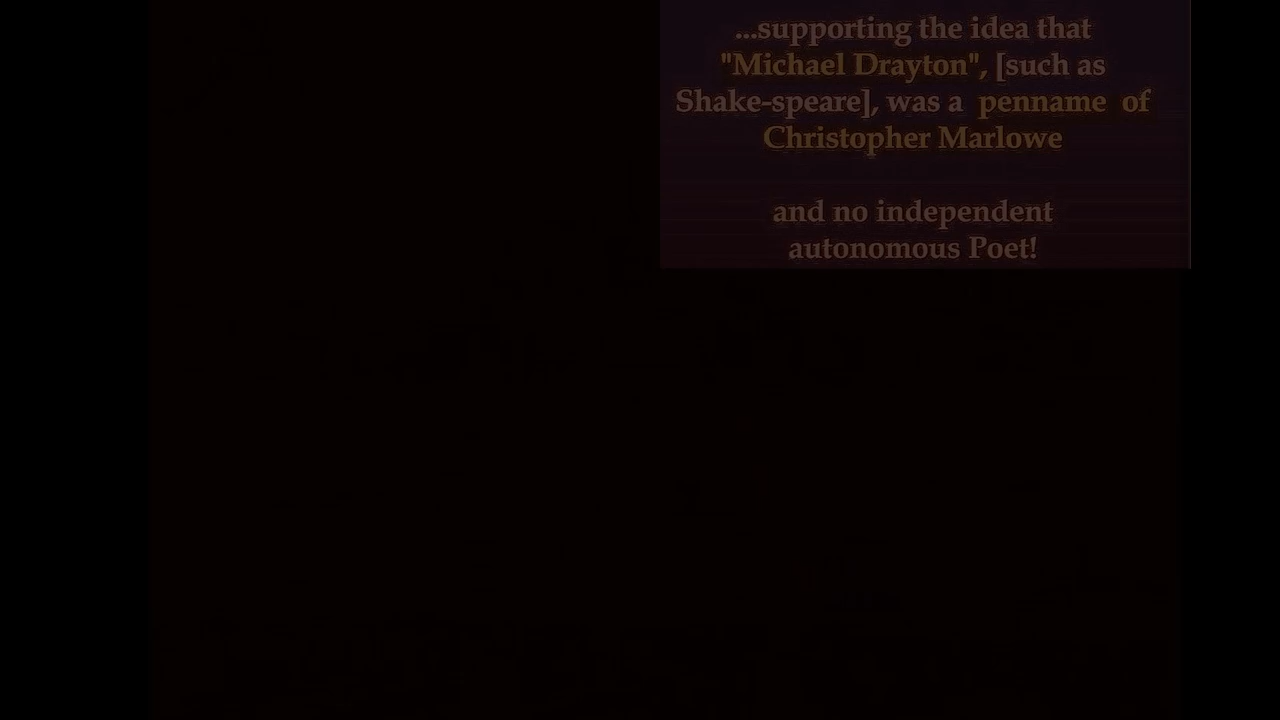 ...supporting the idea that
"Michael Drayton", [such as
Shake-speare], was a penname of
Christopher Marlowe
and no independent
autonomous Poet!